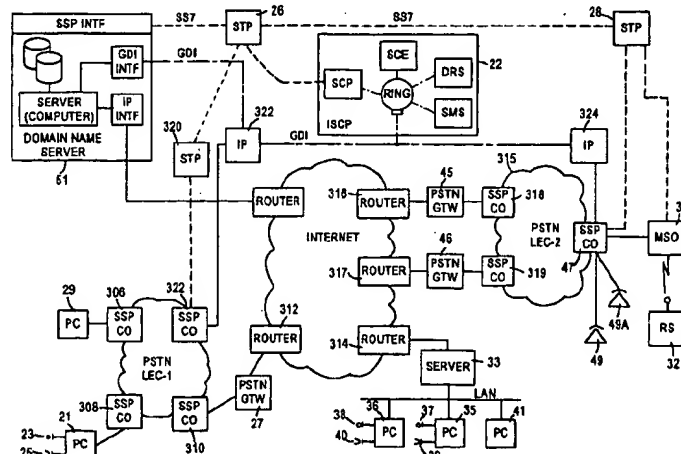 SSP INTF
SS7
26
SS7
28
STP
STP
GDI
INTF
GDI
SERVER
(COMPUTER)
IP
INTF
DOMAIN NAME
SERVER
51
SCE
22
SCP
RING
DRS
SMS
ISCP
320
STP
322
IP
GDI
324
IP
ROUTER
316
ROUTER
45
PSTN
GTW
315
SSP
CO
318
INTERNET
46
PSTN
GTW
317
ROUTER
SSP
CO
319
PSTN
LEC-2
SSP
CO
47
MSO
3
29
PC
306
SSP
CO
322
SSP
CO
312
ROUTER
314
ROUTER
49
49A
RS
32
PSTN
LEC-1
SERVER
33
308
SSP
CO
SSP
CO
310
PSTN
GTW
27
LAN
21
23
25
PC
38
36
40
PC
37
35
PC
41
PC